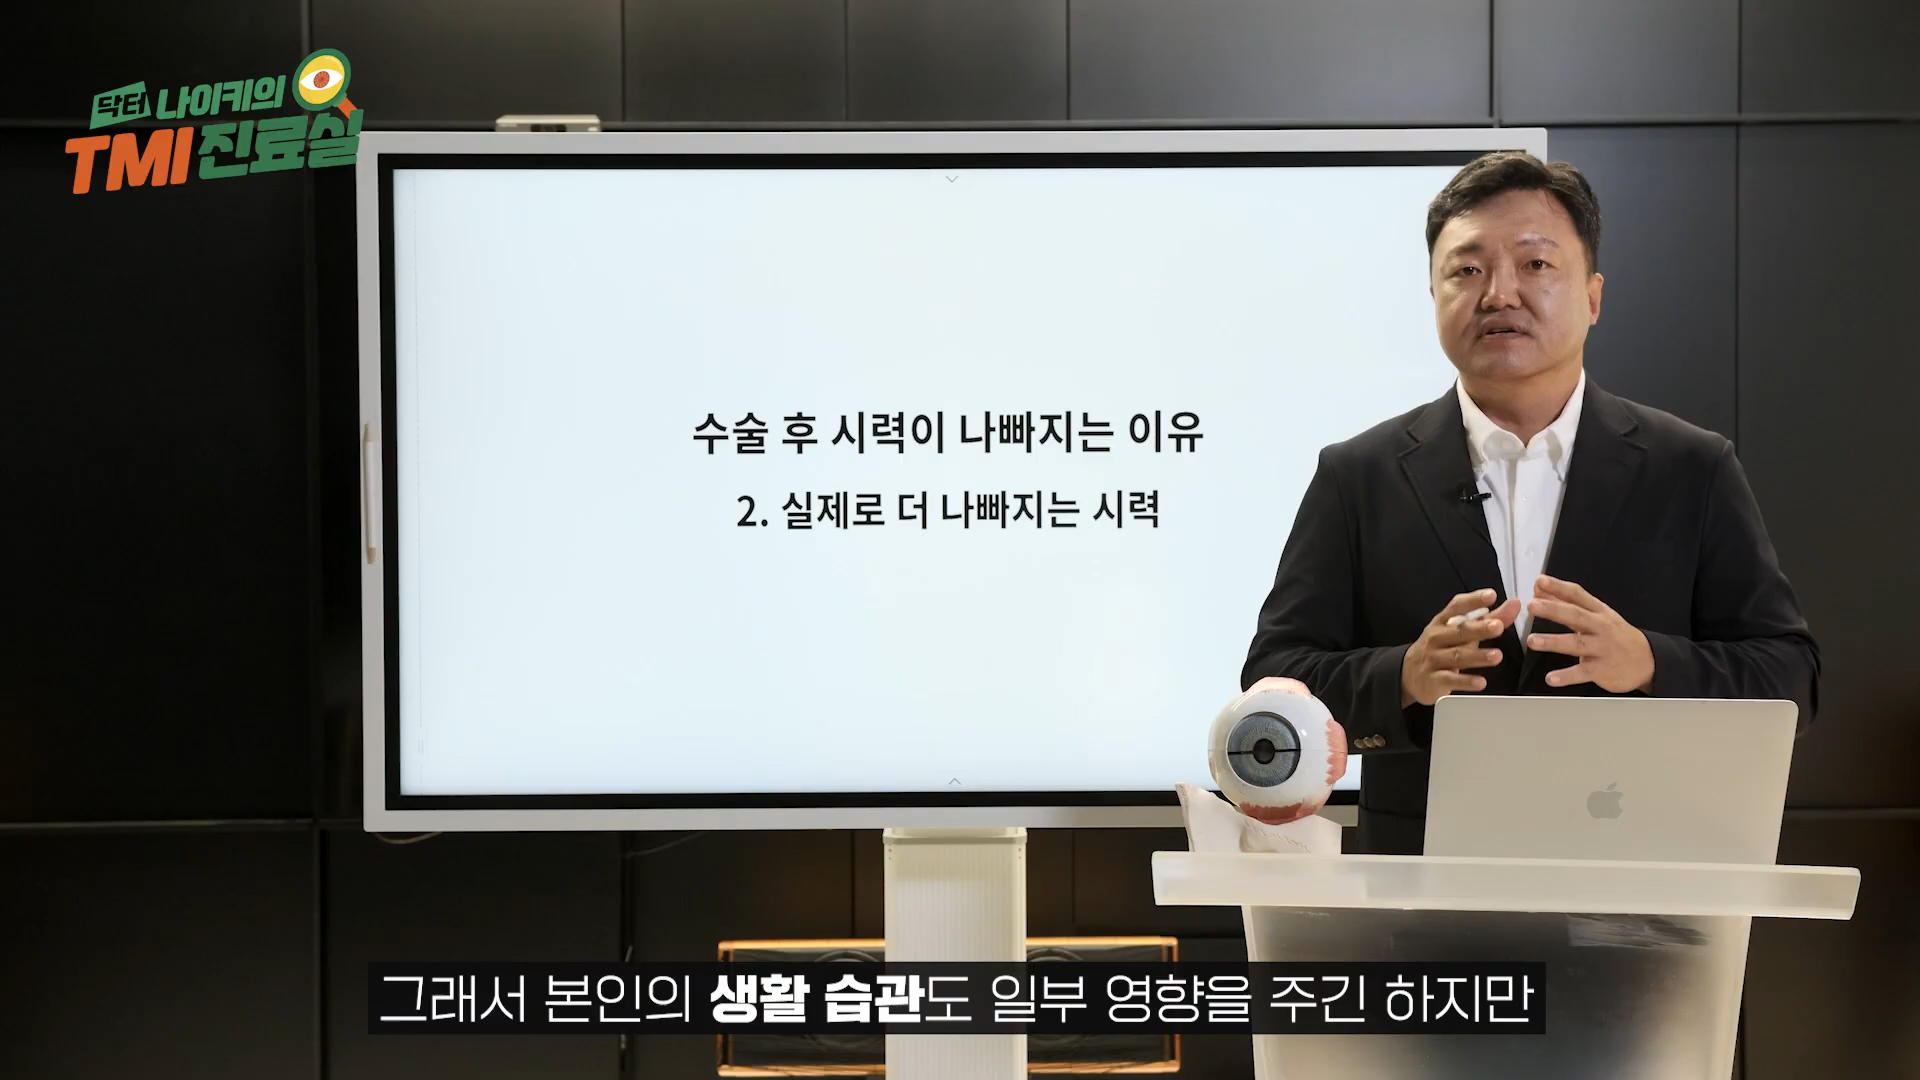 닥터 나이키의
TMI 진료실
수술 후 시력이 나빠지는 이유
2. 실제로 더 나빠지는 시력
그래서 본인의 생활 습관도 일부 영향을 주긴 하지만